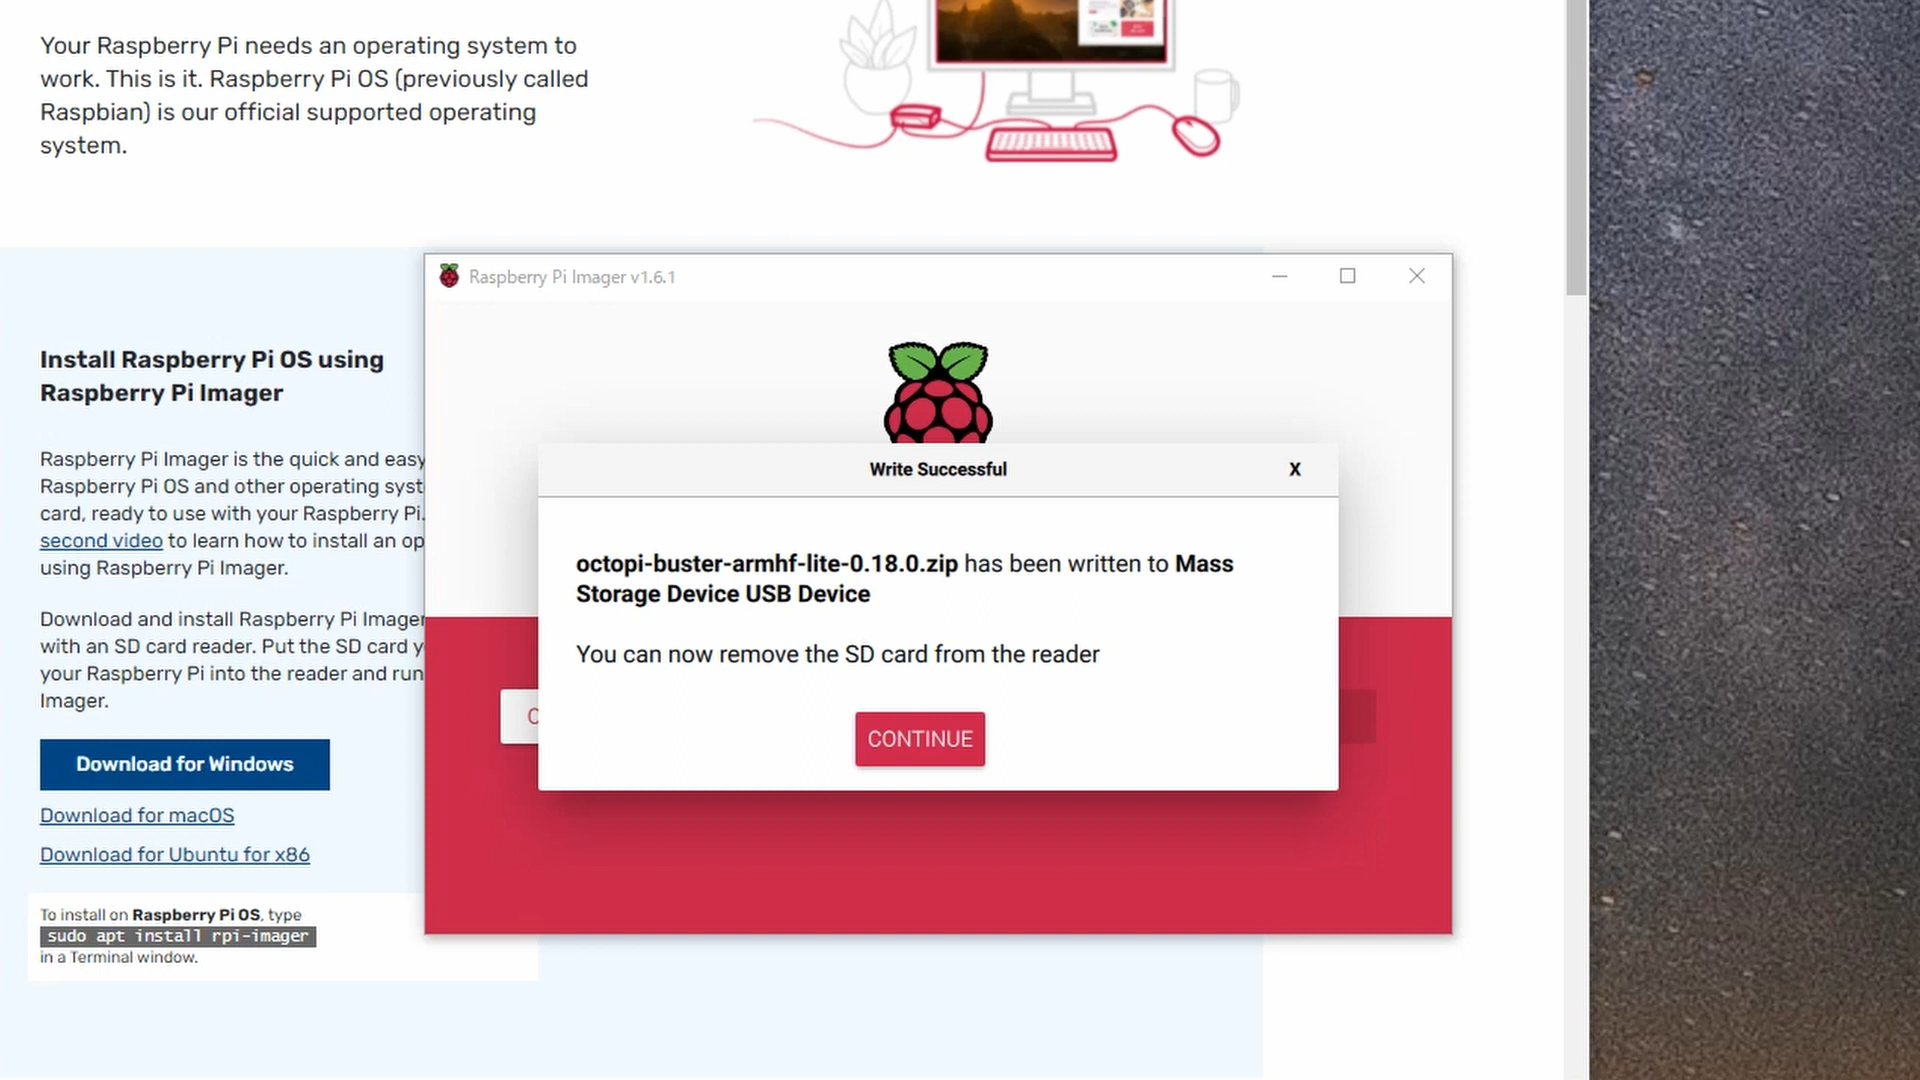 Your Raspberry Pi needs an operating system to
work. This is it. Raspberry Pi OS (previously called
Raspbian) is our official supported operating
system.
Raspberry Pi Imager v1.6.1
Install Raspberry Pi OS using
Raspberry Pi Imager
Raspberry Pi Imager is the quick and easy
Raspberry Pi OS and other operating syst
card, ready to use with your Raspberry Pi.
second video to learn how to install an op
using Raspberry Pi Imager.
Download and install Raspberry Pi Imager
with an SD card reader. Put the SD card y
your Raspberry Pi into the reader and run
Imager.
Download for Windows
Download for macOS
Download for Ubuntu for x86
To install on Raspberry Pi OS, type
sudo apt install rpi-imager
in a Terminal window.
Write Successful
X
octopi-buster-armhf-lite-0.18.0.zip has been written to Mass
Storage Device USB Device
You can now remove the SD card from the reader
CONTINUE